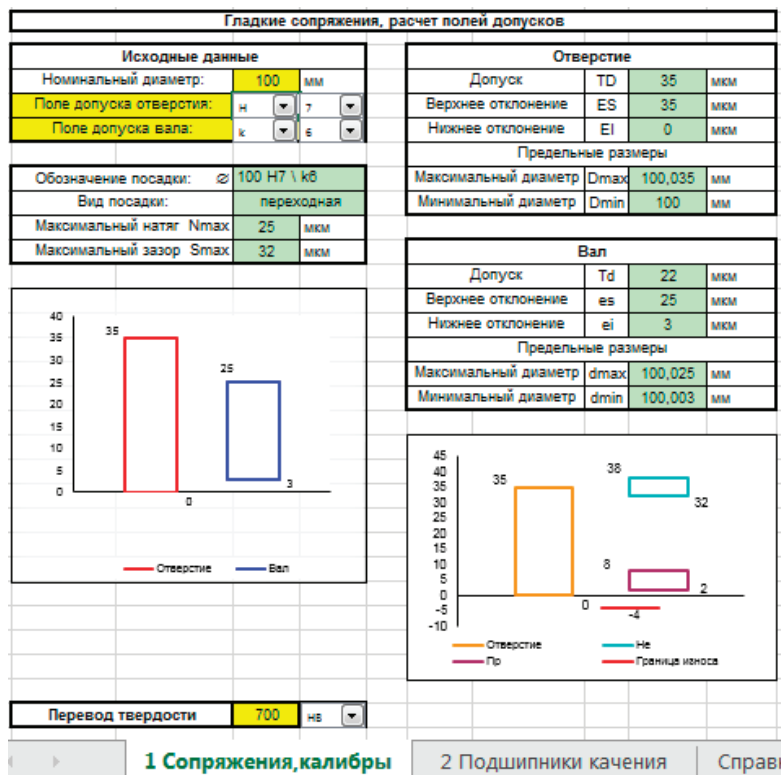 Гладкие сопряжения, расчет полей допусков
Исходные данные
Номинальный диаметр: 100 мм
Поле допуска отверстия: H 7
Поле допуска вала: k 6
Обозначение посадки: ⌀ 100 H7 \ k6
Вид посадки: переходная
Максимальный натяг Nmax 25 мкм
Максимальный зазор Smax 32 мкм
Отверстие
Допуск TD 35 мкм
Верхнее отклонение ES 35 мкм
Нижнее отклонение EI 0 мкм
Предельные размеры
Максимальный диаметр Dmax 100,035 мм
Минимальный диаметр Dmin 100 мм
Вал
Допуск Td 22 мкм
Верхнее отклонение es 25 мкм
Нижнее отклонение ei 3 мкм
Предельные размеры
Максимальный диаметр dmax 100,025 мм
Минимальный диаметр dmin 100,003 мм
40
35
30
25
20
15
10
5
0
35
25
3
0
Отверстие Вал
45
40
35
30
25
20
15
10
5
0
-5
-10
35
38
32
8
2
0
-4
Отверстие Не
Пр Граница износа
Перевод твердости 700 HB
1 Сопряжения,калибры 2 Подшипники качения Справ